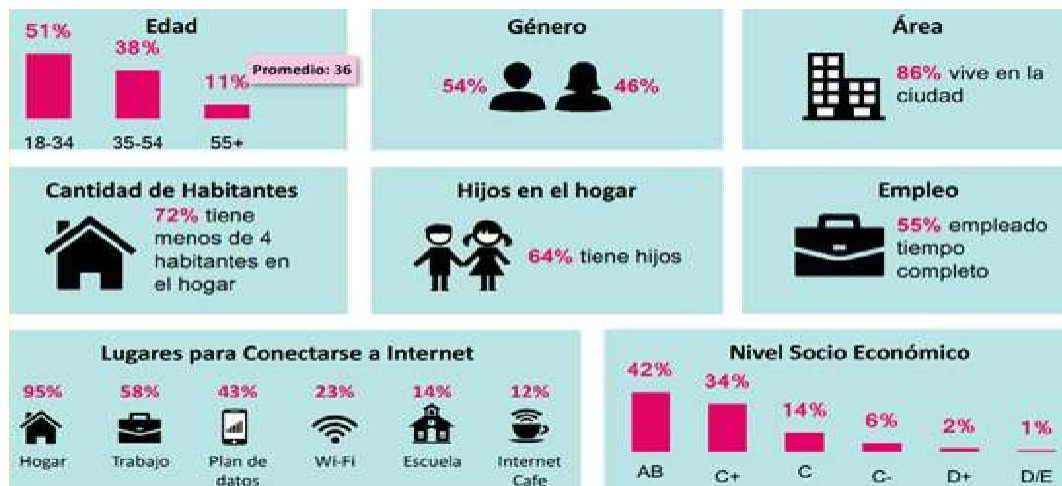 Edad
51%
38%
11%
Promedio: 36
18-34
35-54
55+
Género
54%
46%
Área
86% vive en la
ciudad
Cantidad de Habitantes
72% tiene
menos de 4
habitantes en
el hogar
Hijos en el hogar
64% tiene hijos
Empleo
55% empleado
tiempo
completo
Lugares para Conectarse a Internet
95%
58%
43%
23%
14%
12%
Hogar
Trabajo
Plan de
datos
Wi-Fi
Escuela
Internet
Cafe
Nivel Socio Económico
42%
34%
14%
6%
2%
1%
AB
C+
C
C-
D+
D/E